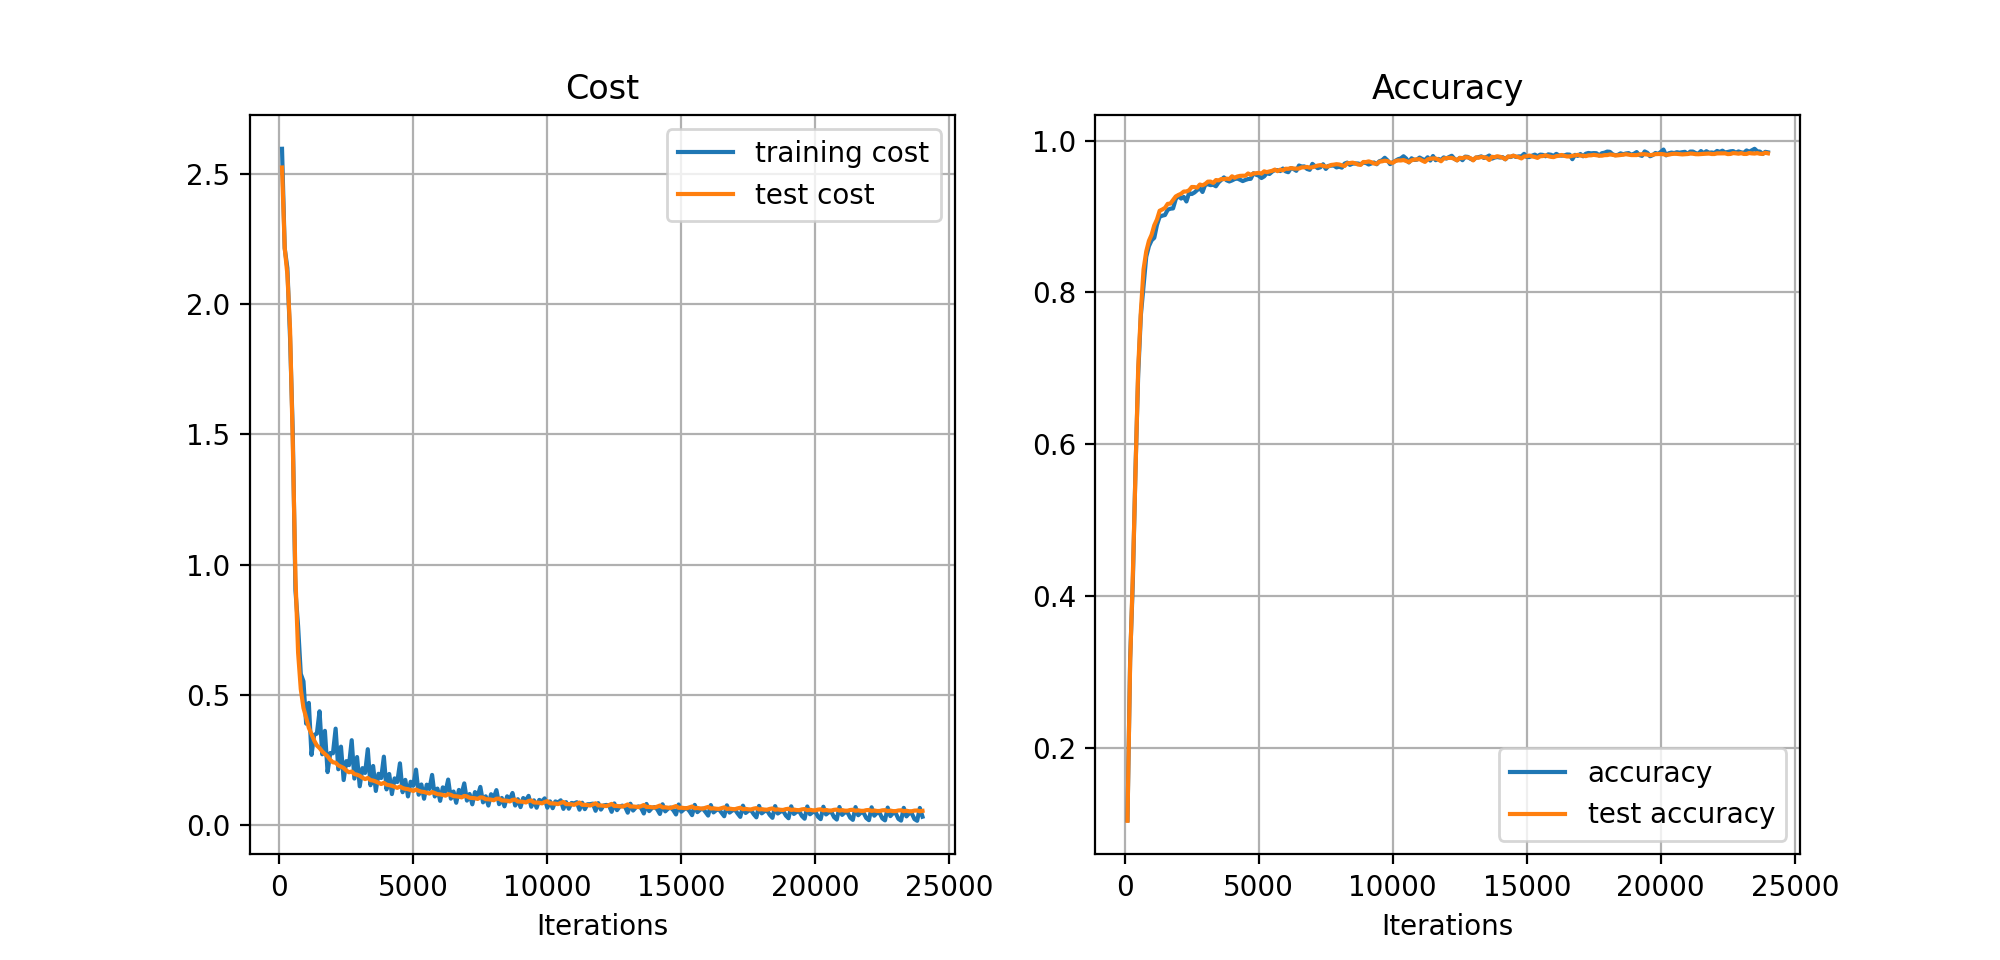 Cost
2.5
2.0
1.5
1.0
0.5
0.0
training cost
test cost
0 5000 10000 15000 20000 25000
Iterations
Accuracy
1.0
0.8
0.6
0.4
0.2
accuracy
test accuracy
0 5000 10000 15000 20000 25000
Iterations